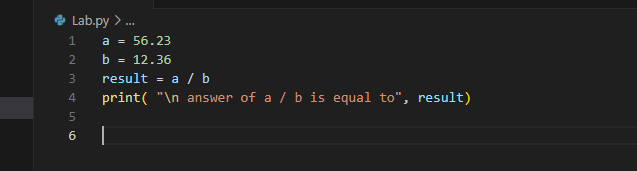 Lab.py > ...
1 a = 56.23
2 b = 12.36
3 result = a / b
4 print( "\n answer of a / b is equal to", result)
5
6